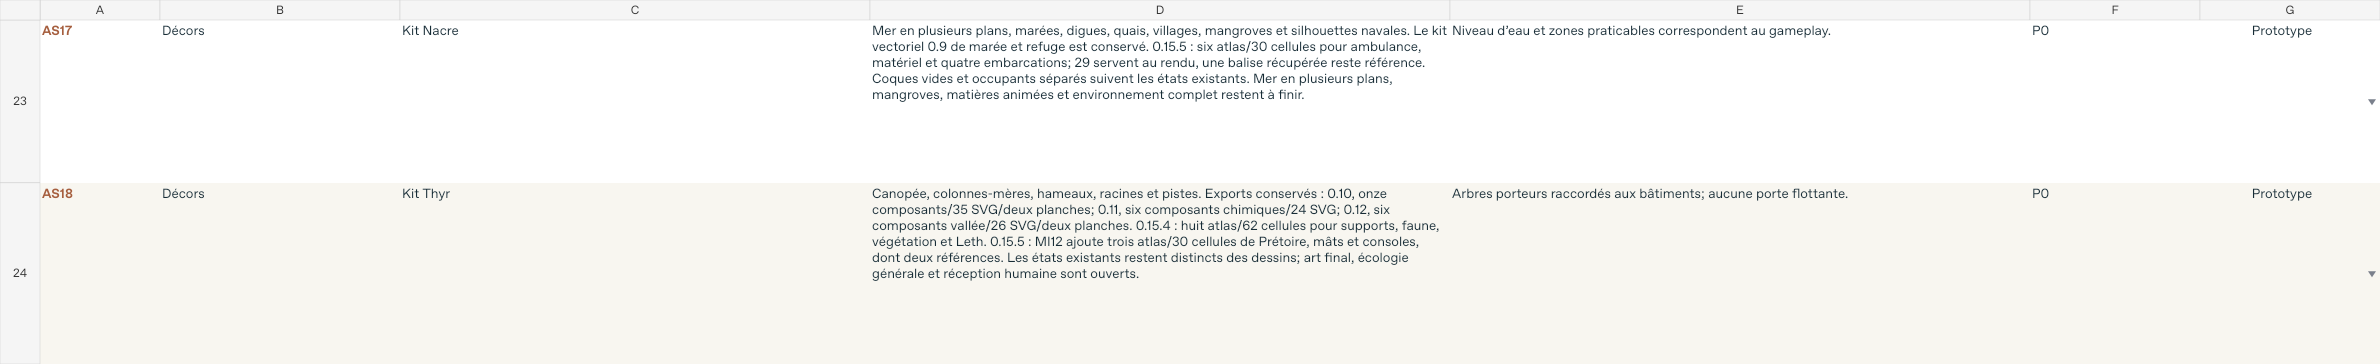 A B C D E F G
23
AS17 Décors Kit Nacre
Mer en plusieurs plans, marées, digues, quais, villages, mangroves et silhouettes navales. Le kit
vectoriel 0.9 de marée et refuge est conservé. 0.15.5 : six atlas/30 cellules pour ambulance,
matériel et quatre embarcations; 29 servent au rendu, une balise récupérée reste référence.
Coques vides et occupants séparés suivent les états existants. Mer en plusieurs plans,
mangroves, matières animées et environnement complet restent à finir.
Niveau d’eau et zones praticables correspondent au gameplay.
P0
Prototype
24
AS18 Décors Kit Thyr
Canopée, colonnes-mères, hameaux, racines et pistes. Exports conservés : 0.10, onze
composants/35 SVG/deux planches; 0.11, six composants chimiques/24 SVG; 0.12, six
composants vallée/26 SVG/deux planches. 0.15.4 : huit atlas/62 cellules pour supports, faune,
végétation et Leth. 0.15.5 : MI12 ajoute trois atlas/30 cellules de Prétoire, mâts et consoles,
dont deux références. Les états existants restent distincts des dessins; art final, écologie
générale et réception humaine sont ouverts.
Arbres porteurs raccordés aux bâtiments; aucune porte flottante.
P0
Prototype